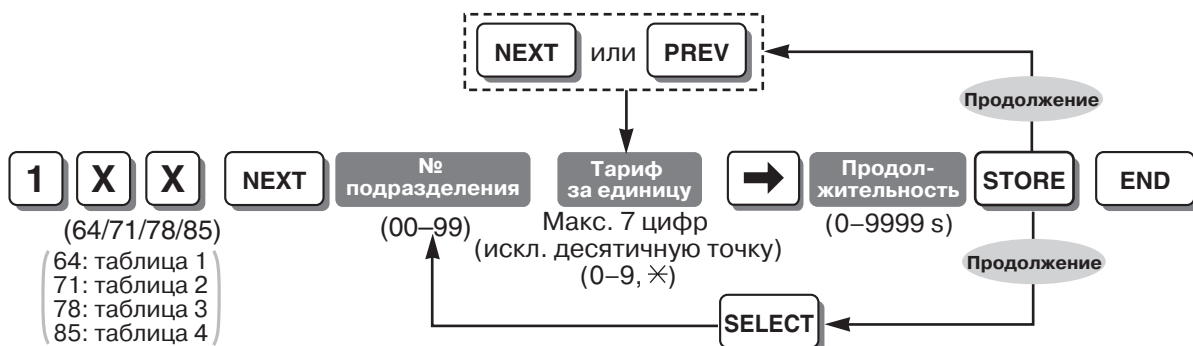 NEXT или PREV
Продолжение
1 X X NEXT № подразделения Тариф за единицу → Продол-жительность STORE END
(64/71/78/85)
(00–99)
Макс. 7 цифр
(искл. десятичную точку)
(0–9, ✳)
(0–9999 s)
Продолжение
64: таблица 1
71: таблица 2
78: таблица 3
85: таблица 4
SELECT